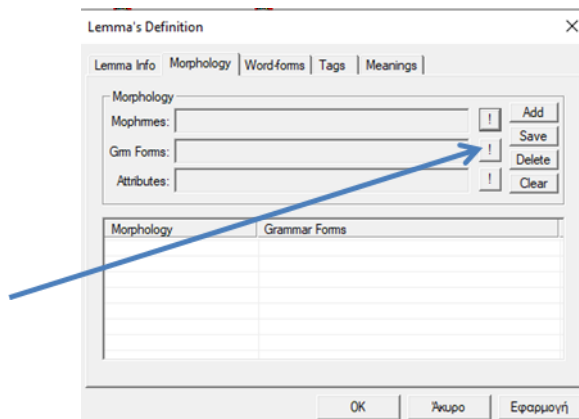 Lemma's Definition
Lemma Info Morphology Word-forms Tags Meanings
Morphology
Mophrmes: ! Add
Save
Grm Forms: ! Delete
Attributes: ! Clear
Morphology Grammar Forms
OK Άκυρο Εφαρμογή